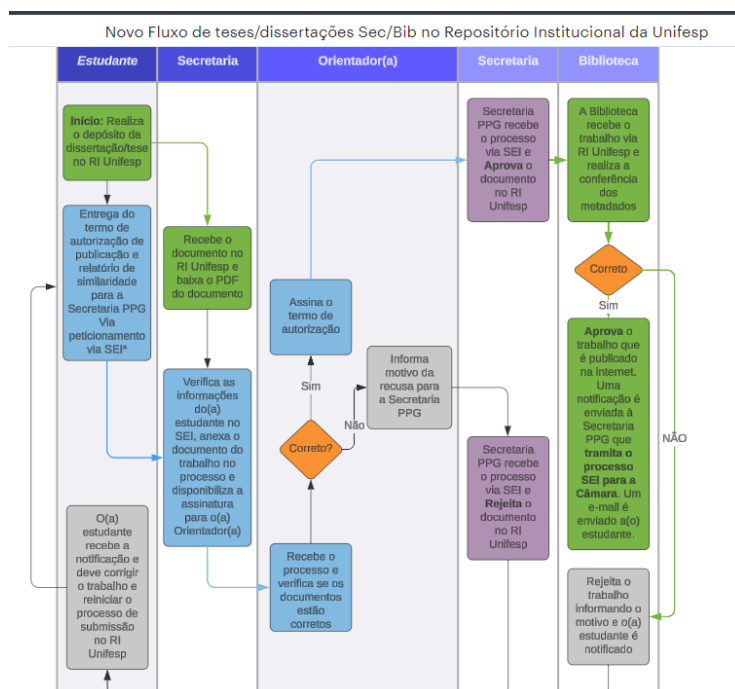 Novo Fluxo de teses/dissertações Sec/Bib no Repositório Institucional da Unifesp
Estudante
Secretaria
Orientador(a)
Secretaria
Biblioteca
Início: Realiza
o depósito da
dissertação/tese
no RI Unifesp
Entrega do
termo de
autorização de
publicação e
relatório de
similaridade
para a
Secretaria PPG
Via
peticionamento
via SEI*
O(a)
estudante
recebe a
notificação e
deve corrigir
o trabalho e
reiniciar o
processo de
submissão
no RI
Unifesp
Recebe o
documento no
RI Unifesp e
baixa o PDF
do documento
Verifica as
informações
do(a)
estudante no
SEI, anexa o
documento do
trabalho no
processo e
disponibiliza a
assinatura
para o(a)
Orientador(a)
Assina o
termo de
autorização
Sim
Correto?
Não
Recebe o
processo e
verifica se os
documentos
estão
corretos
Informa
motivo da
recusa para
a Secretaria
PPG
Secretaria
PPG recebe
o processo
via SEI e
Aprova o
documento
no RI
Unifesp
Secretaria
PPG recebe
o processo
via SEI e
Rejeita o
documento
no RI
Unifesp
A Biblioteca
recebe o
trabalho via
RI Unifesp e
realiza a
conferência
dos
metadados
Correto
Sim
NÃO
Aprova o
trabalho que
é publicado
na internet.
Uma
notificação é
enviada à
Secretaria
PPG que
tramita o
processo
SEI para a
Câmara. Um
e-mail é
enviado a(o)
estudante.
Rejeita o
trabalho
informando o
motivo e o(a)
estudante é
notificado